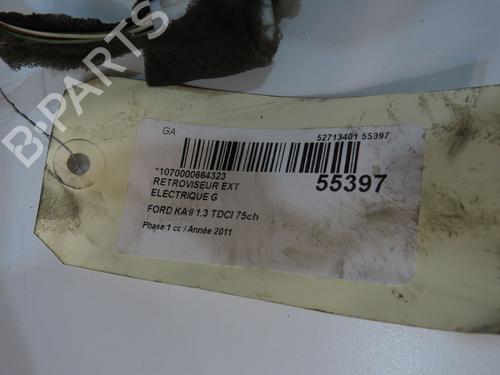 B-PARTS
GA
52713401 55397
*1070000664323
55397
RETROVISEUR EXT
ELECTRIQUE G
FORD KA II 1.3 TDCI 75ch
Phase 1 cc / Année 2011